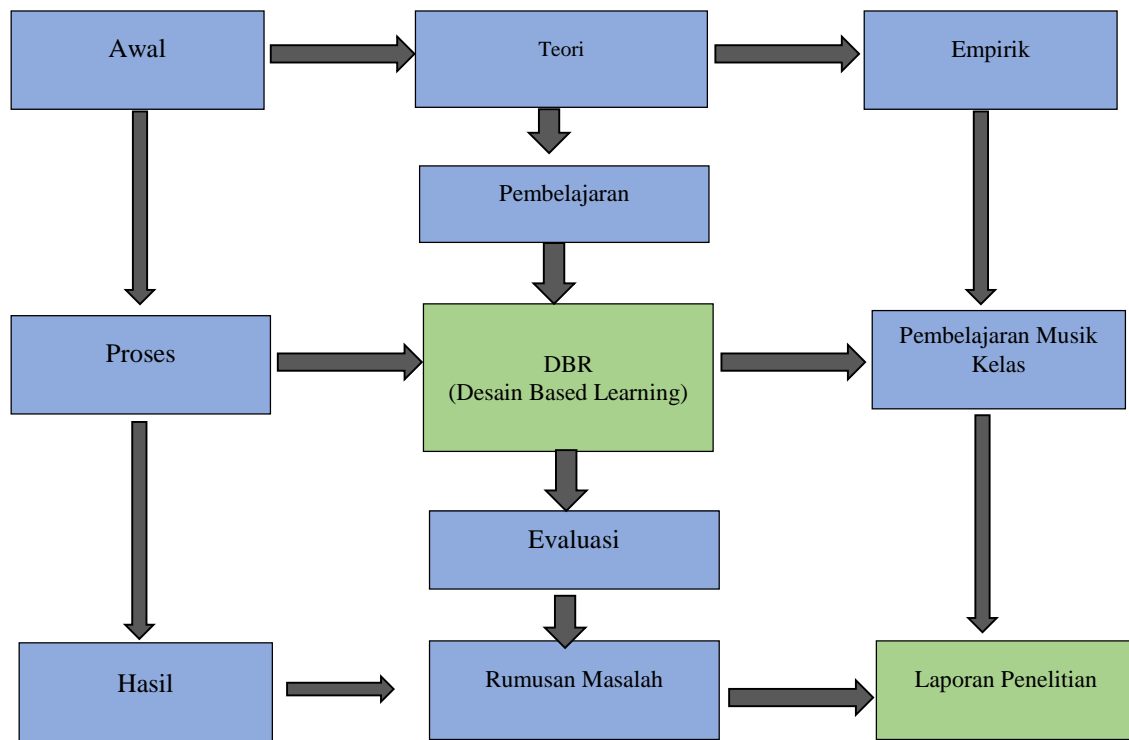 Awal
Teori
Empirik
Pembelajaran
Proses
DBR
(Desain Based Learning)
Pembelajaran Musik
Kelas
Evaluasi
Hasil
Rumusan Masalah
Laporan Penelitian